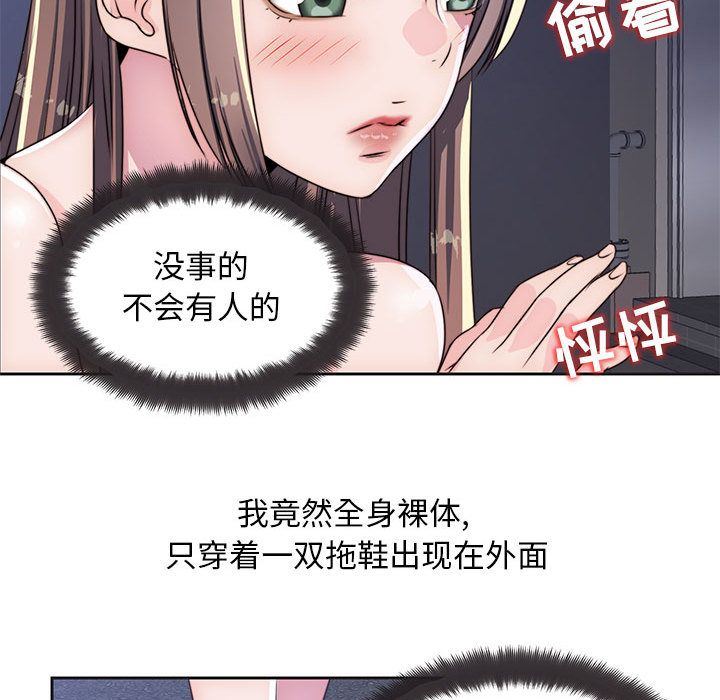 偷看
没事的
不会有人的
怦怦
我竟然全身裸体,
只穿着一双拖鞋出现在外面